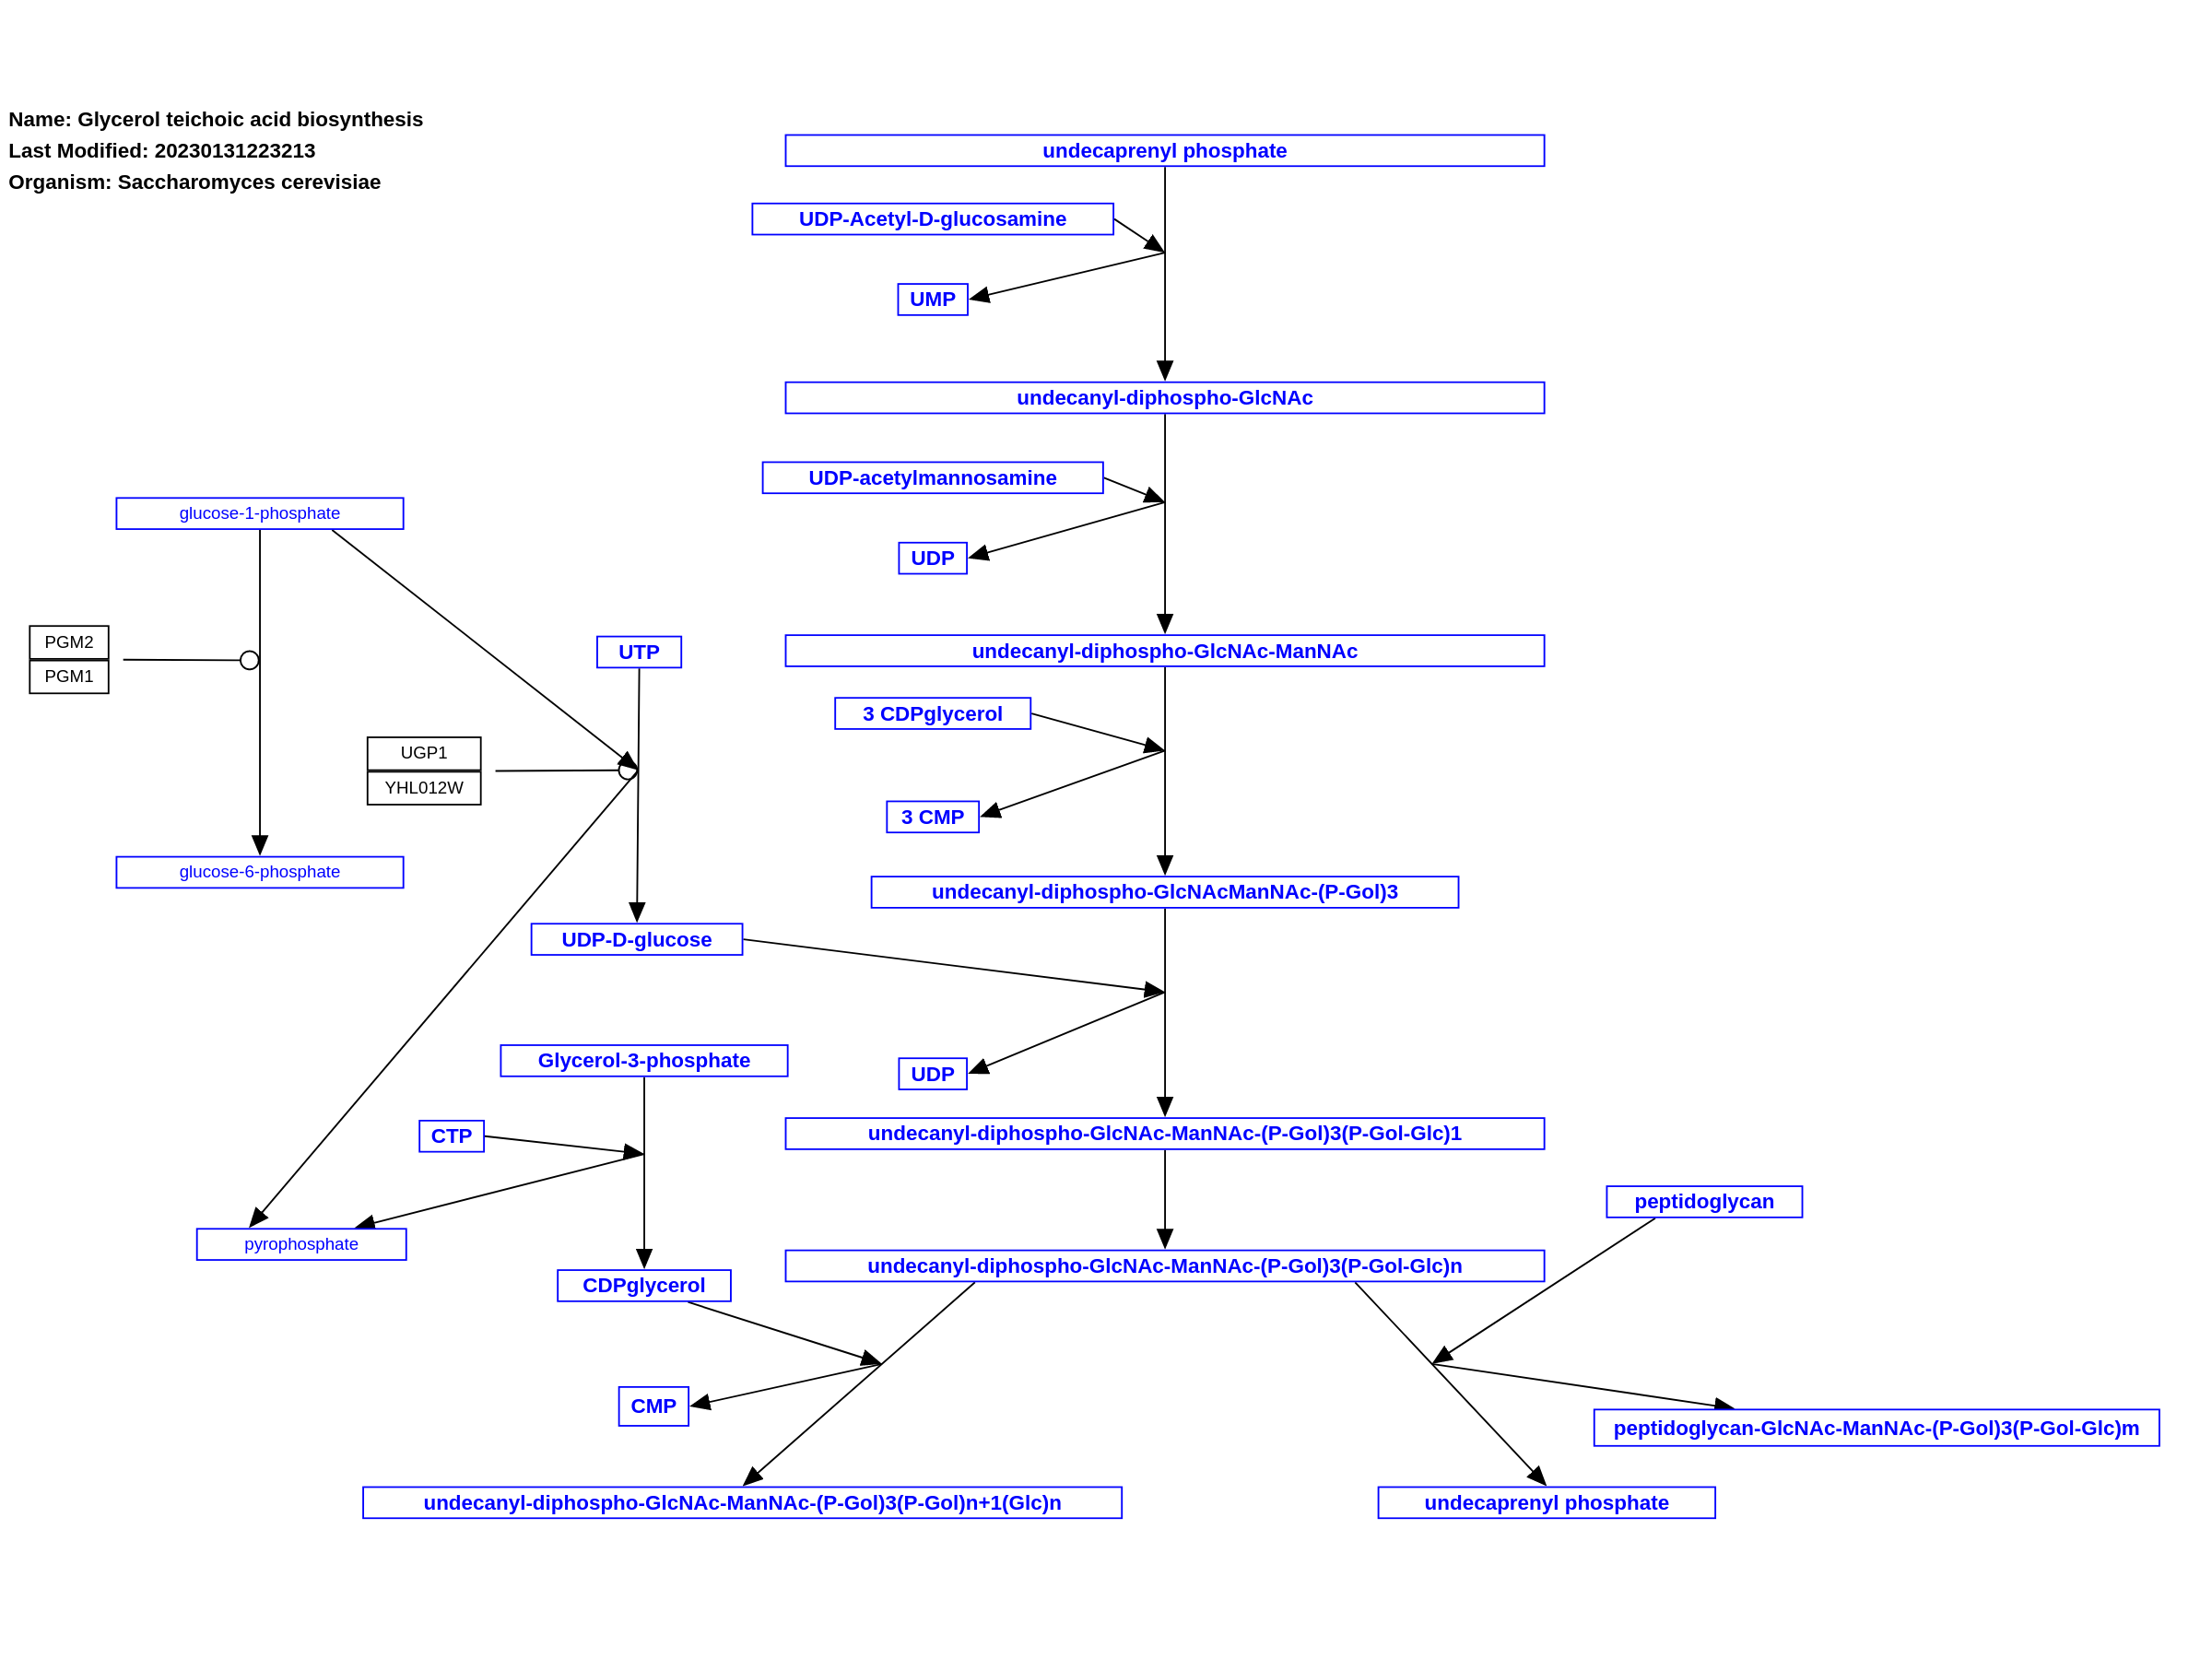 Name: Glycerol teichoic acid biosynthesis
Last Modified: 20230131223213
Organism: Saccharomyces cerevisiae
undecaprenyl phosphate
UDP-Acetyl-D-glucosamine
UMP
undecanyl-diphospho-GlcNAc
UDP-acetylmannosamine
glucose-1-phosphate
UDP
PGM2
PGM1
UTP
undecanyl-diphospho-GlcNAc-ManNAc
3 CDPglycerol
UGP1
YHL012W
3 CMP
glucose-6-phosphate
undecanyl-diphospho-GlcNAcManNAc-(P-Gol)3
UDP-D-glucose
Glycerol-3-phosphate
UDP
CTP
undecanyl-diphospho-GlcNAc-ManNAc-(P-Gol)3(P-Gol-Glc)1
peptidoglycan
pyrophosphate
undecanyl-diphospho-GlcNAc-ManNAc-(P-Gol)3(P-Gol-Glc)n
CDPglycerol
CMP
peptidoglycan-GlcNAc-ManNAc-(P-Gol)3(P-Gol-Glc)m
undecanyl-diphospho-GlcNAc-ManNAc-(P-Gol)3(P-Gol)n+1(Glc)n
undecaprenyl phosphate